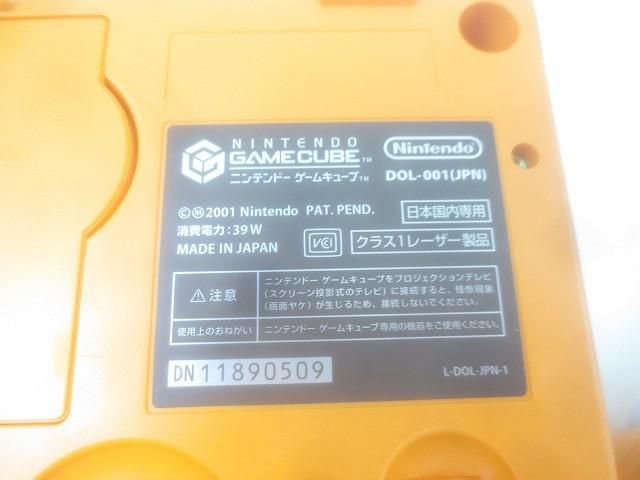 NINTENDO
GAMECUBE™
ニンテンドー ゲームキューブ™
Nintendo
DOL-001(JPN)
©Ⓜ2001 Nintendo PAT. PEND.
日本国内専用
消費電力:39W
MADE IN JAPAN
VCI
クラス1レーザー製品
注意
ニンテンドー ゲームキューブをプロジェクションテレビ
(スクリーン投影式のテレビ)に接続すると、残像現象
(画面ヤケ)が生じるため、接続しないでください。
使用上のおねがい
ニンテンドー ゲームキューブ専用の機器をご使用ください。
DN11890509
L-DOL-JPN-1